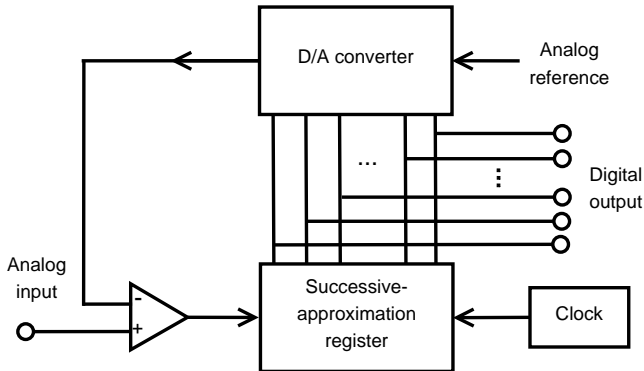 D/A converter
Analog
reference
...
...
Digital
output
Analog
input
-
+
Successive-
approximation
register
Clock